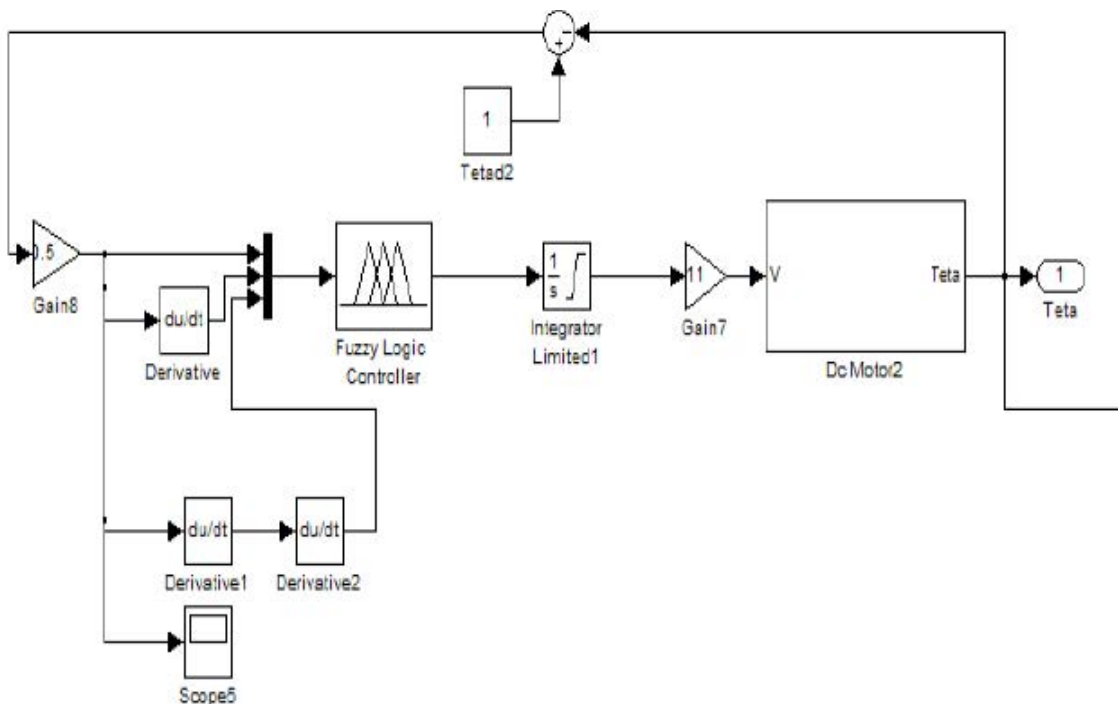 − +
1
Tetad2
0.5
Gain8
du/dt
Derivative
Fuzzy Logic
Controller
1
s
Integrator
Limited1
11
Gain7
V
Teta
Dc Motor2
1
Teta
du/dt
Derivative1
du/dt
Derivative2
Scope5